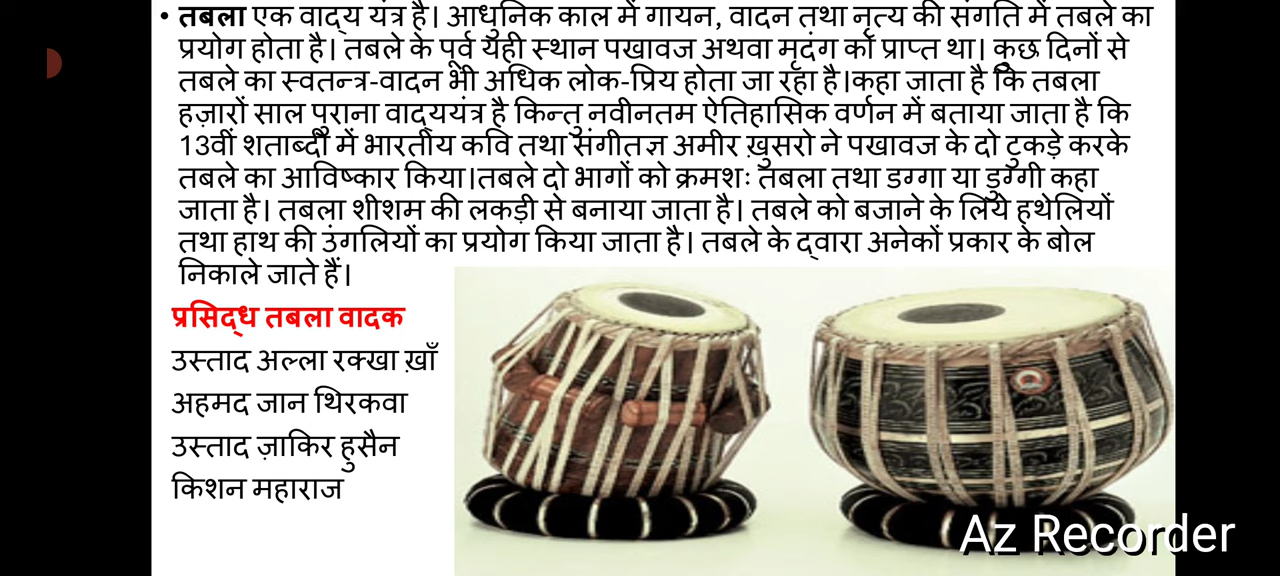 • तबला एक वाद्य यंत्र है। आधुनिक काल में गायन, वादन तथा नृत्य की संगति में तबले का
प्रयोग होता है। तबले के पूर्व यही स्थान पखावज अथवा मृदंग को प्राप्त था। कुछ दिनों से
तबले का स्वतन्त्र-वादन भी अधिक लोक-प्रिय होता जा रहा है।कहा जाता है कि तबला
हज़ारों साल पुराना वाद्ययंत्र है किन्तु नवीनतम ऐतिहासिक वर्णन में बताया जाता है कि
13वीं शताब्दी में भारतीय कवि तथा संगीतज्ञ अमीर ख़ुसरो ने पखावज के दो टुकड़े करके
तबले का आविष्कार किया।तबले दो भागों को क्रमशः तबला तथा डग्गा या डुग्गी कहा
जाता है। तबला शीशम की लकड़ी से बनाया जाता है। तबले को बजाने के लिये हथेलियों
तथा हाथ की उंगलियों का प्रयोग किया जाता है। तबले के द्वारा अनेकों प्रकार के बोल
निकाले जाते हैं।
प्रसिद्ध तबला वादक
उस्ताद अल्ला रक्खा ख़ाँ
अहमद जान थिरकवा
उस्ताद ज़ाकिर हुसैन
किशन महाराज
Az Recorder